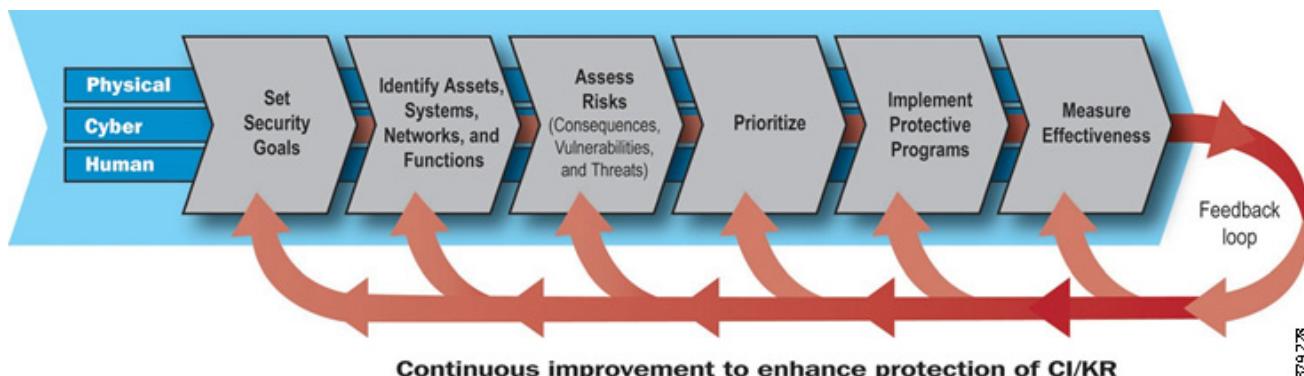 Physical
Cyber
Human
Set
Security
Goals
Identify Assets,
Systems,
Networks, and
Functions
Assess
Risks
(Consequences,
Vulnerabilities,
and Threats)
Prioritize
Implement
Protective
Programs
Measure
Effectiveness
Feedback
loop
Continuous improvement to enhance protection of CI/KR